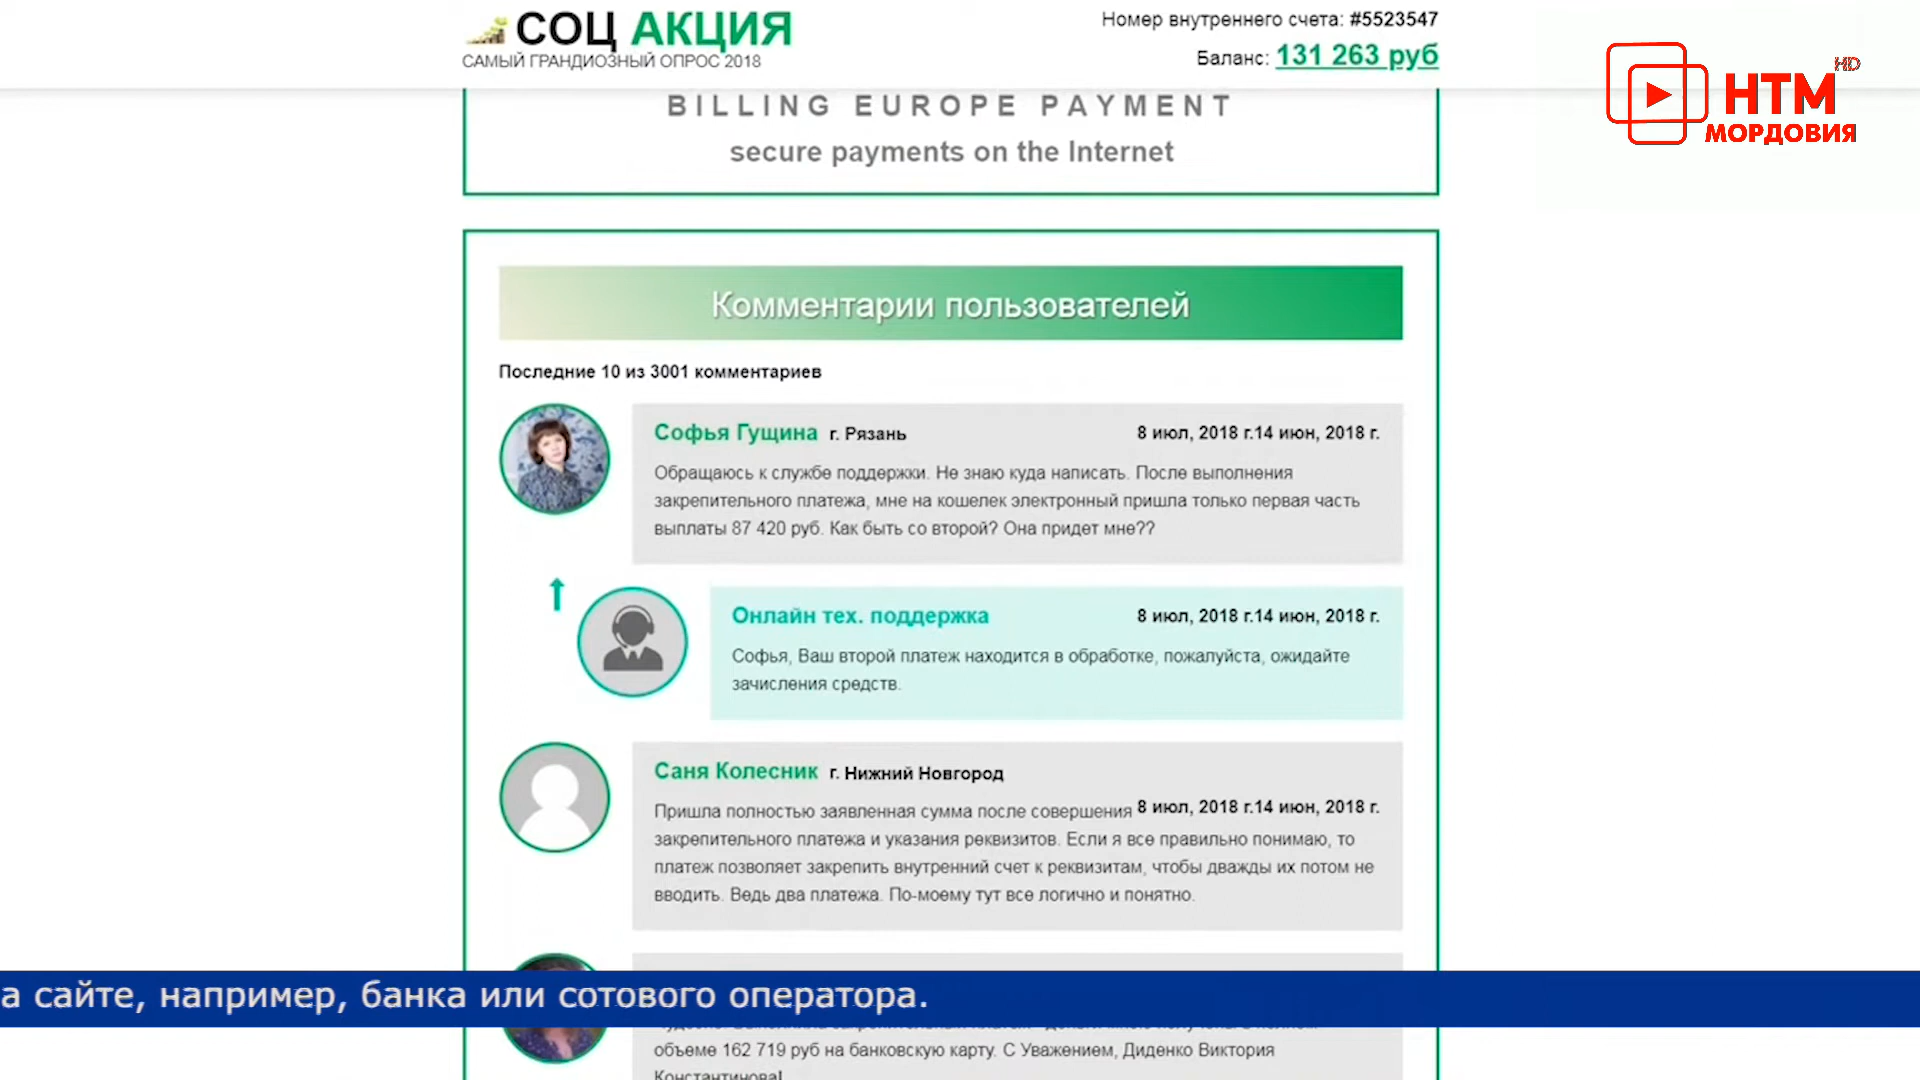 СОЦ АКЦИЯ
САМЫЙ ГРАНДИОЗНЫЙ ОПРОС 2018
Номер внутреннего счета: #5523547
Баланс: 131 263 руб
НТМ HD
МОРДОВИЯ
BILLING EUROPE PAYMENT
secure payments on the Internet
Комментарии пользователей
Последние 10 из 3001 комментариев
Софья Гущина г. Рязань 8 июл, 2018 г.14 июн, 2018 г.
Обращаюсь к службе поддержки. Не знаю куда написать. После выполнения
закрепительного платежа, мне на кошелек электронный пришла только первая часть
выплаты 87 420 руб. Как быть со второй? Она придет мне??
Онлайн тех. поддержка 8 июл, 2018 г.14 июн, 2018 г.
Софья, Ваш второй платеж находится в обработке, пожалуйста, ожидайте
зачисления средств.
Саня Колесник г. Нижний Новгород
Пришла полностью заявленная сумма после совершения 8 июл, 2018 г.14 июн, 2018 г.
закрепительного платежа и указания реквизитов. Если я все правильно понимаю, то
платеж позволяет закрепить внутренний счет к реквизитам, чтобы дважды их потом не
вводить. Ведь два платежа. По-моему тут все логично и понятно.
а сайте, например, банка или сотового оператора.
объеме 162 719 руб на банковскую карту. С Уважением, Диденко Виктория
Константинова!